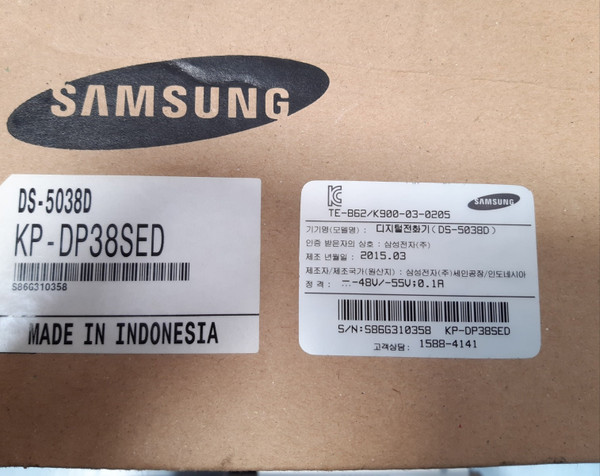 SAMSUNG
DS-5038D
KP-DP38SED
S86G310358
MADE IN INDONESIA
SAMSUNG
TE-B62/K900-03-0205
기기명(모델명) : 디지털전화기(DS-5038D)
인증 받은자의 상호 : 삼성전자(주)
제조 년월일 : 2015.03
제조자/제조국가(원산지) : 삼성전자(주)세인공장/인도네시아
정 격 : ⎓-48V/-55V;0.1A
S/N:S86G310358 KP-DP38SED
고객상담 : 1588-4141